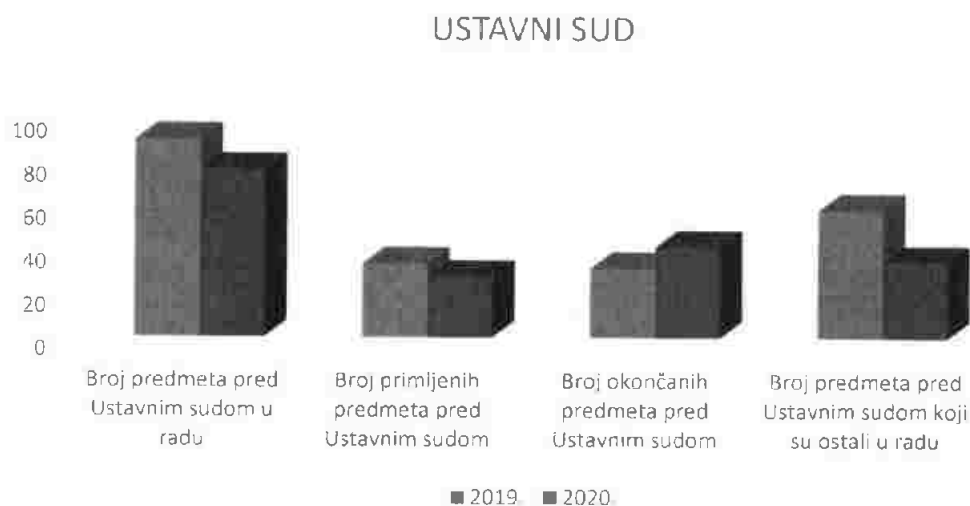 USTAVNI SUD
100
80
60
40
20
0
Broj predmeta pred
Ustavnim sudom u
radu
Broj primljenih
predmeta pred
Ustavnim sudom
Broj okončanih
predmeta pred
Ustavnim sudom
Broj predmeta pred
Ustavnim sudom koji
su ostali u radu
2019 2020